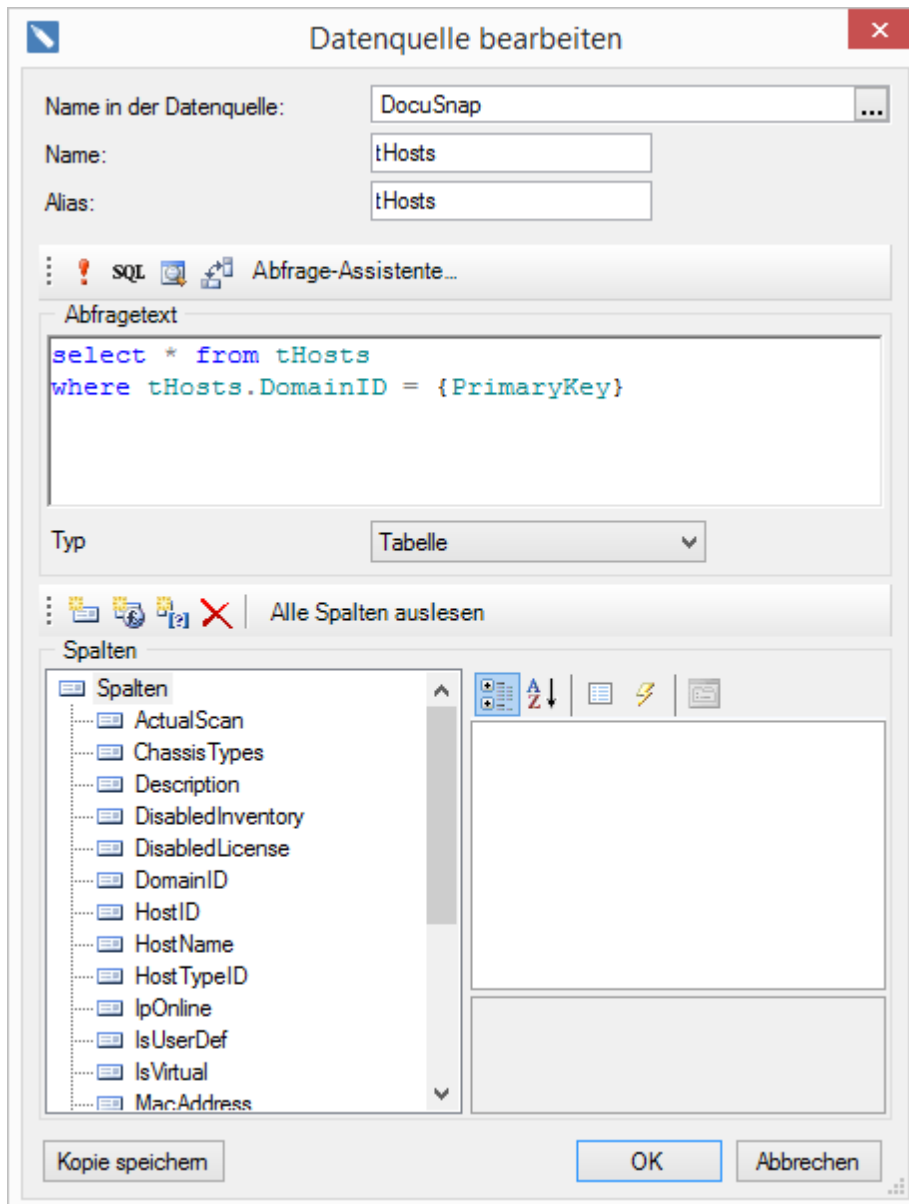 Datenquelle bearbeiten
Name in der Datenquelle: DocuSnap ...
Name: tHosts
Alias: tHosts
SQL Abfrage-Assistente...
Abfragetext
select * from tHosts
where tHosts.DomainID = {PrimaryKey}
Typ Tabelle
Alle Spalten auslesen
Spalten
Spalten
ActualScan
ChassisTypes
Description
DisabledInventory
DisabledLicense
DomainID
HostID
HostName
HostTypeID
IpOnline
IsUserDef
IsVirtual
MacAddress
Kopie speichern OK Abbrechen